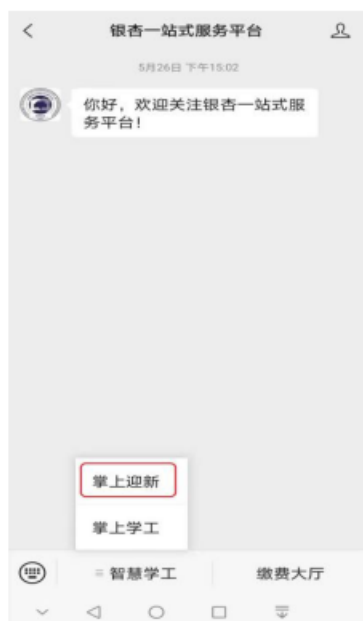 银杏一站式服务平台
5月26日 下午15:02
你好，欢迎关注银杏一站式服
务平台！
掌上迎新
掌上学工
智慧学工 缴费大厅